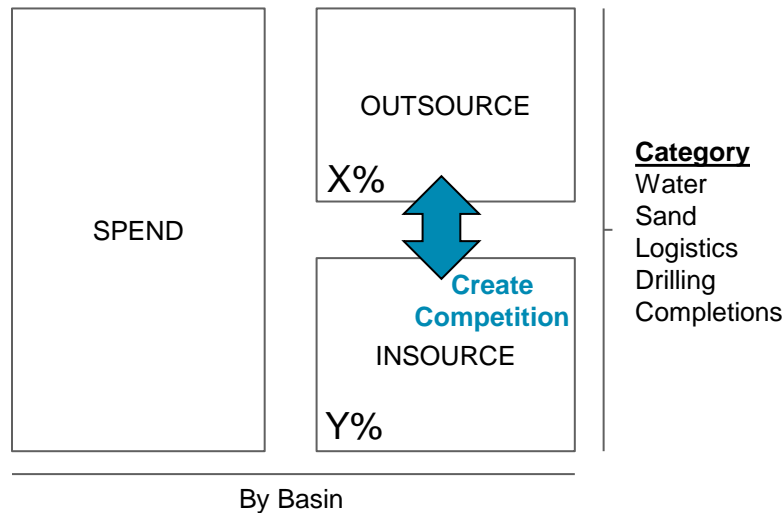 SPEND
OUTSOURCE
X%
Create
Competition
INSOURCE
Y%
Category
Water
Sand
Logistics
Drilling
Completions
By Basin